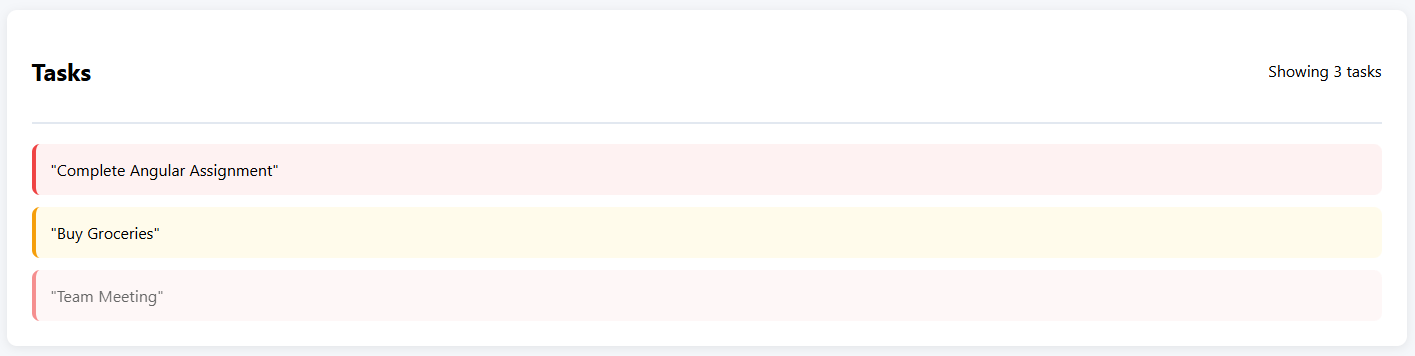 Tasks
Showing 3 tasks
"Complete Angular Assignment"
"Buy Groceries"
"Team Meeting"